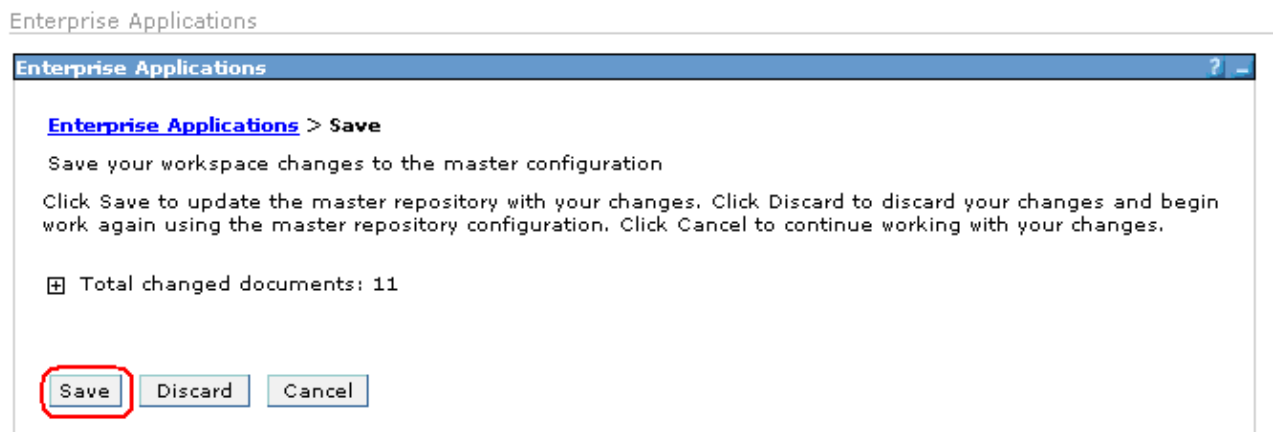 Enterprise Applications
Enterprise Applications ? _
Enterprise Applications > Save
Save your workspace changes to the master configuration
Click Save to update the master repository with your changes. Click Discard to discard your changes and begin
work again using the master repository configuration. Click Cancel to continue working with your changes.
+ Total changed documents: 11
Save Discard Cancel